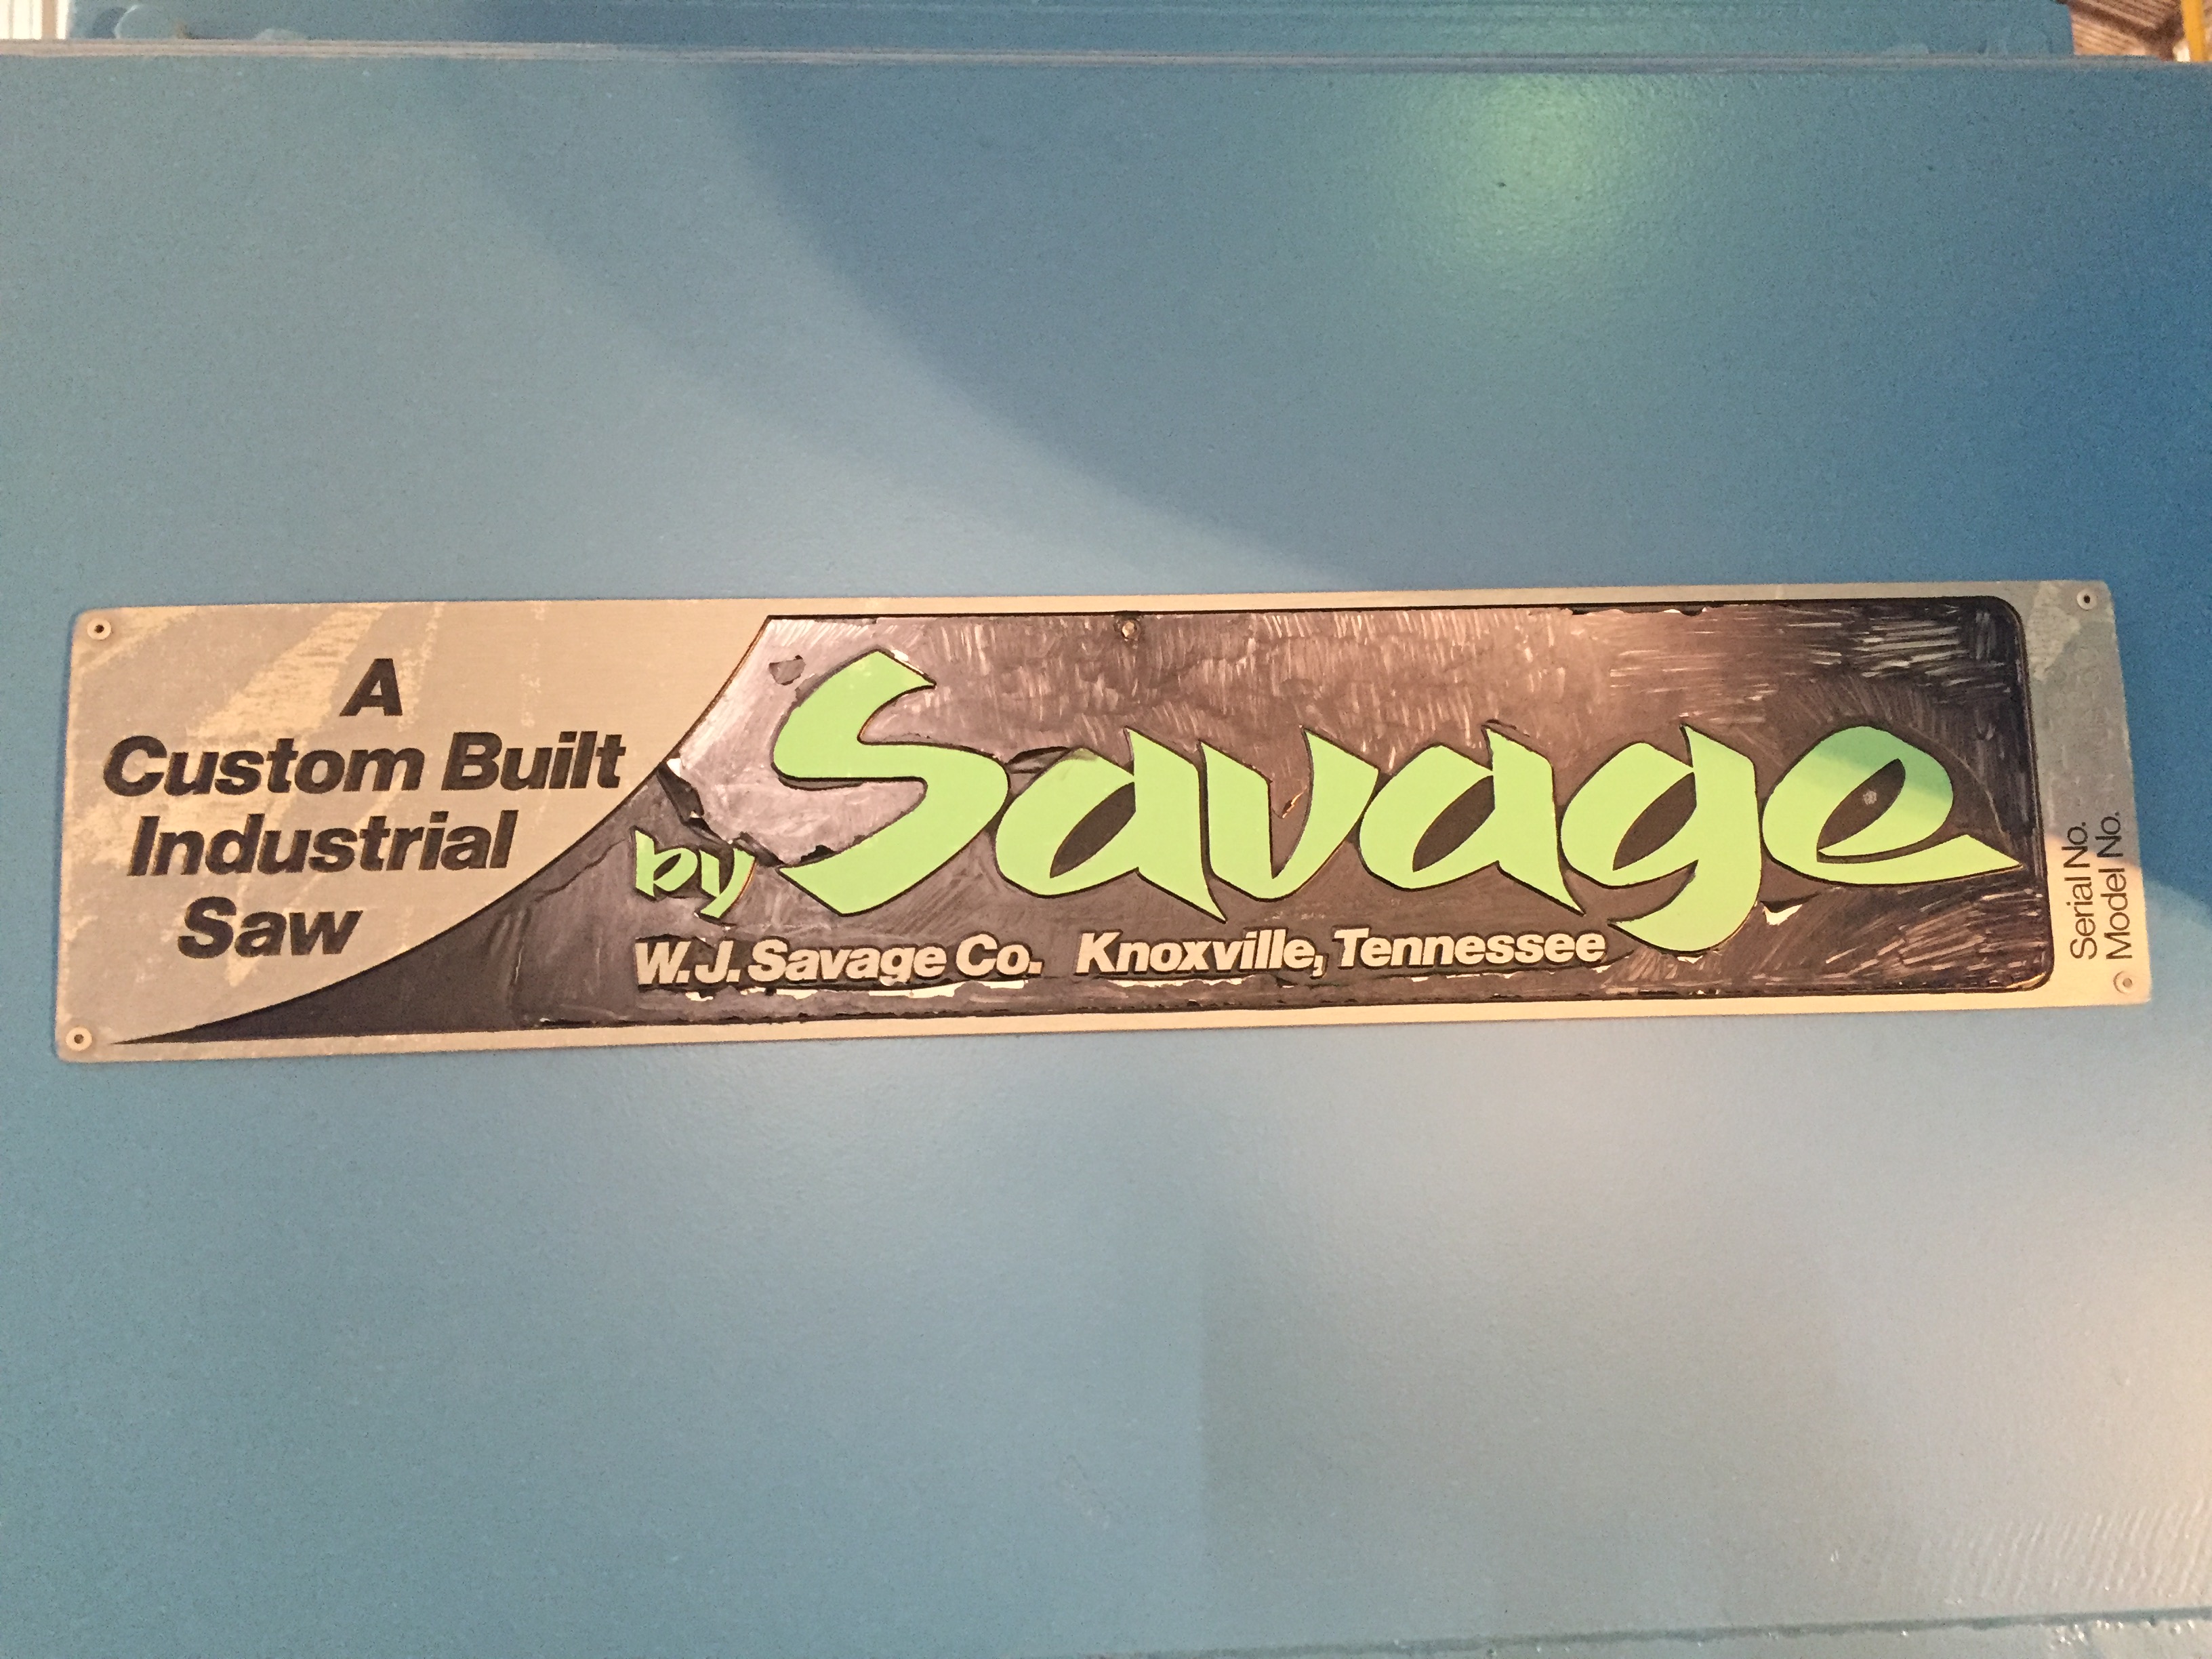 A
Custom Built
Industrial
Saw
by Savage
W. J. Savage Co. Knoxville, Tennessee
Serial No.
Model No.